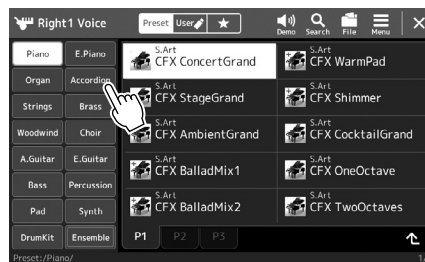 Right1 Voice Preset User Demo Search File Menu
Piano E.Piano
Organ Accordion
Strings Brass
Woodwind Choir
A.Guitar E.Guitar
Bass Percussion
Pad Synth
DrumKit Ensemble
S.Art
CFX ConcertGrand
S.Art
CFX WarmPad
S.Art
CFX StageGrand
S.Art
CFX Shimmer
S.Art
CFX AmbientGrand
S.Art
CFX CocktailGrand
S.Art
CFX BalladMix1
S.Art
CFX OneOctave
S.Art
CFX BalladMix2
S.Art
CFX TwoOctaves
P1 P2 P3
Preset:/Piano/